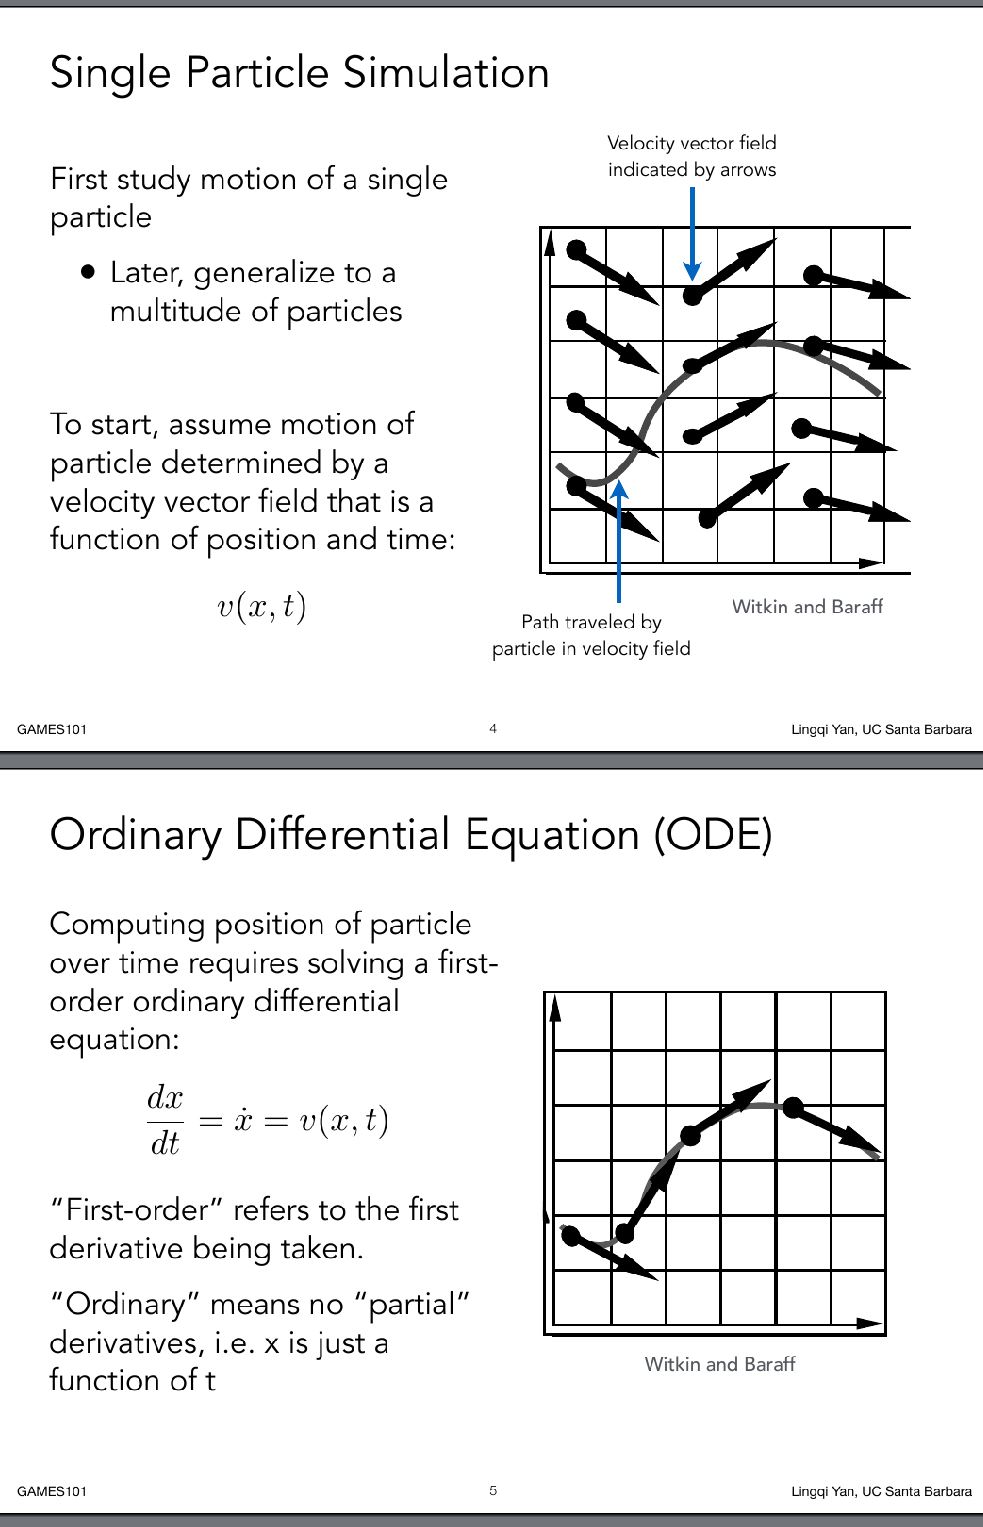 Single Particle Simulation
Velocity vector field
indicated by arrows
First study motion of a single
particle
● Later, generalize to a
multitude of particles
To start, assume motion of
particle determined by a
velocity vector field that is a
function of position and time:
v(x, t)
Witkin and Baraff
Path traveled by
particle in velocity field
GAMES101
4
Lingqi Yan, UC Santa Barbara
Ordinary Differential Equation (ODE)
Computing position of particle
over time requires solving a first-
order ordinary differential
equation:
dx/dt = ẋ = v(x, t)
“First-order” refers to the first
derivative being taken.
“Ordinary” means no “partial”
derivatives, i.e. x is just a
function of t
Witkin and Baraff
GAMES101
5
Lingqi Yan, UC Santa Barbara